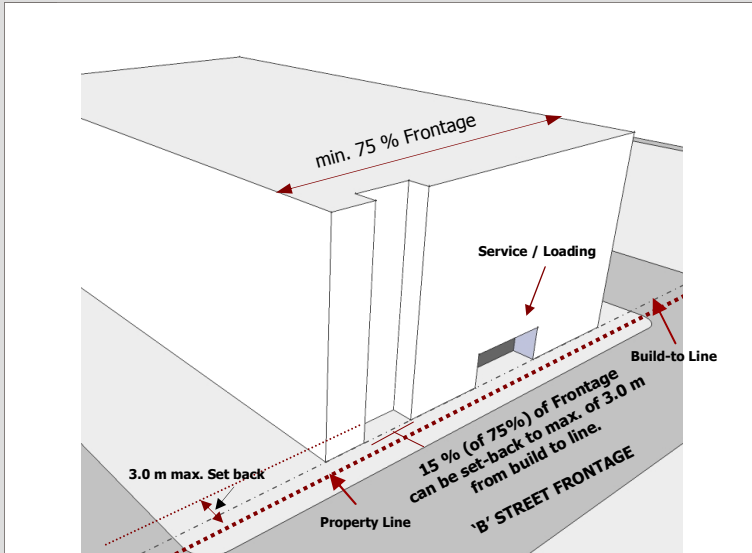 min. 75 % Frontage
Service / Loading
Build-to Line
15 % (of 75%) of Frontage
can be set-back to max. of 3.0 m
from build to line.
3.0 m max. Set back
Property Line
‘B’ STREET FRONTAGE